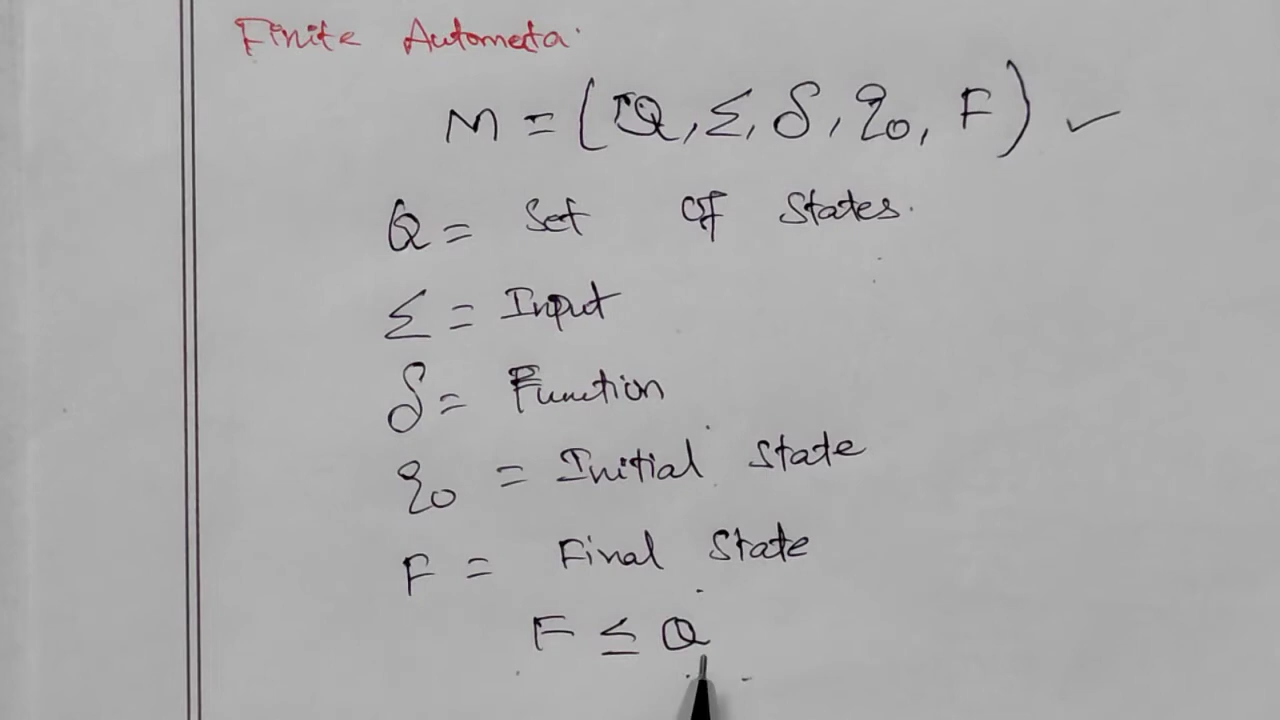 Finite Automata.
M = (Q, Σ, δ, q₀, F) ✓
Q = Set of States.
Σ = Input
δ = Function
q₀ = Initial State
F = Final State
F ≤ Q